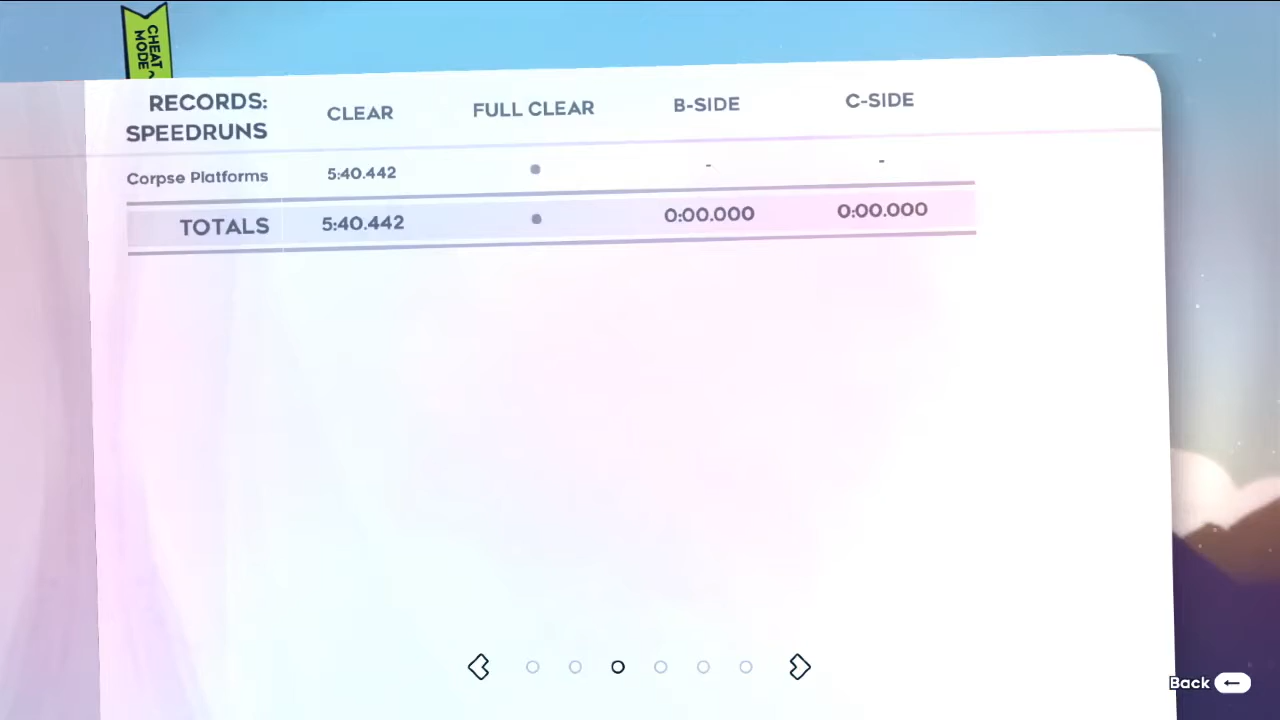 CHEAT
MODE
RECORDS:
SPEEDRUNS
CLEAR
FULL CLEAR
B-SIDE
C-SIDE
Corpse Platforms 5:40.442 - -
TOTALS 5:40.442 0:00.000 0:00.000
Back